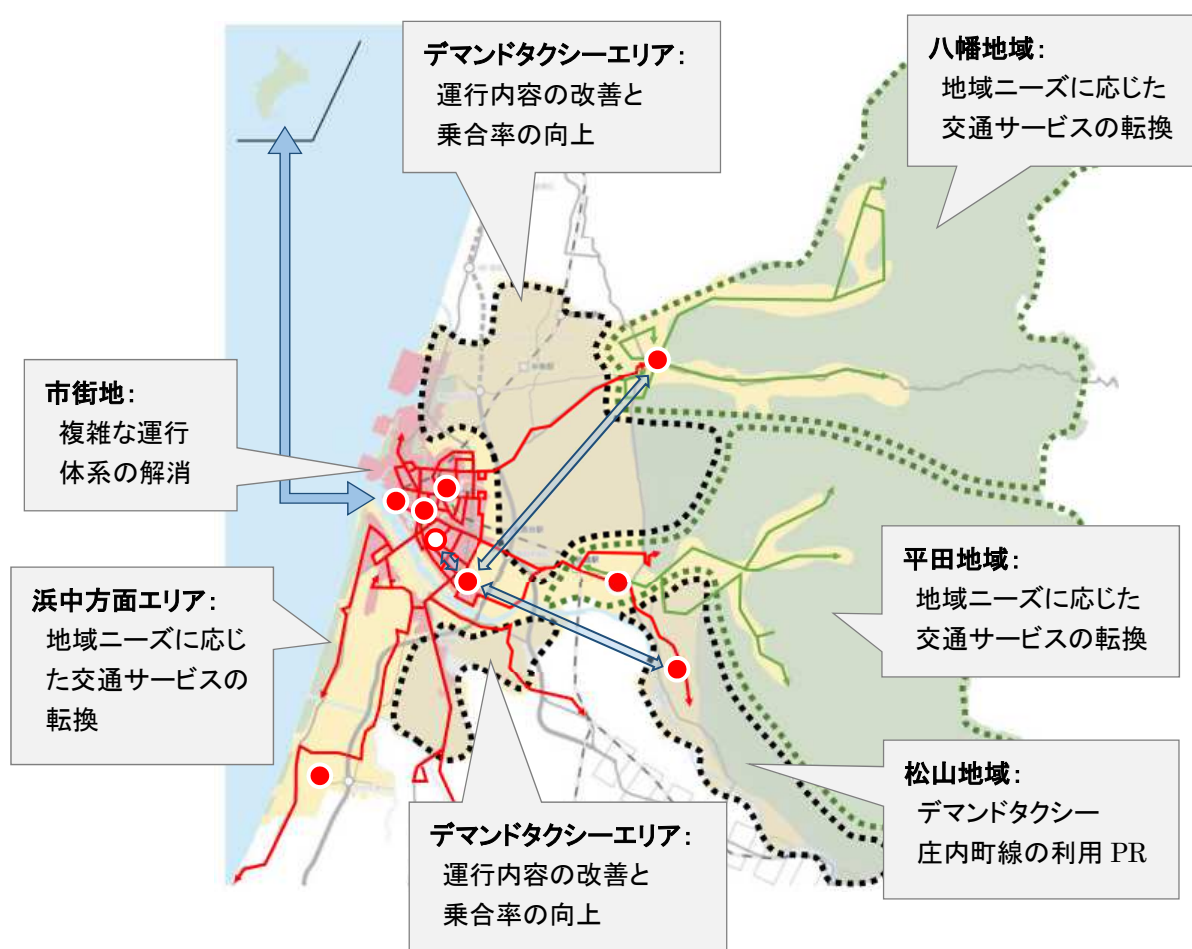 デマンドタクシーエリア：
運行内容の改善と
乗合率の向上
八幡地域：
地域ニーズに応じた
交通サービスの転換
市街地：
複雑な運行
体系の解消
浜中方面エリア：
地域ニーズに応じ
た交通サービスの
転換
平田地域：
地域ニーズに応じた
交通サービスの転換
松山地域：
デマンドタクシー
庄内町線の利用 PR
デマンドタクシーエリア：
運行内容の改善と
乗合率の向上